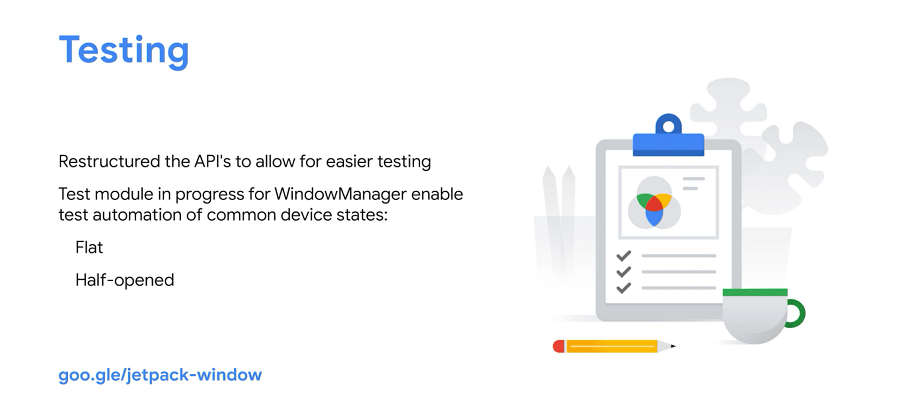 Testing
Restructured the API's to allow for easier testing
Test module in progress for WindowManager enable
test automation of common device states:
Flat
Half-opened
goo.gle/jetpack-window